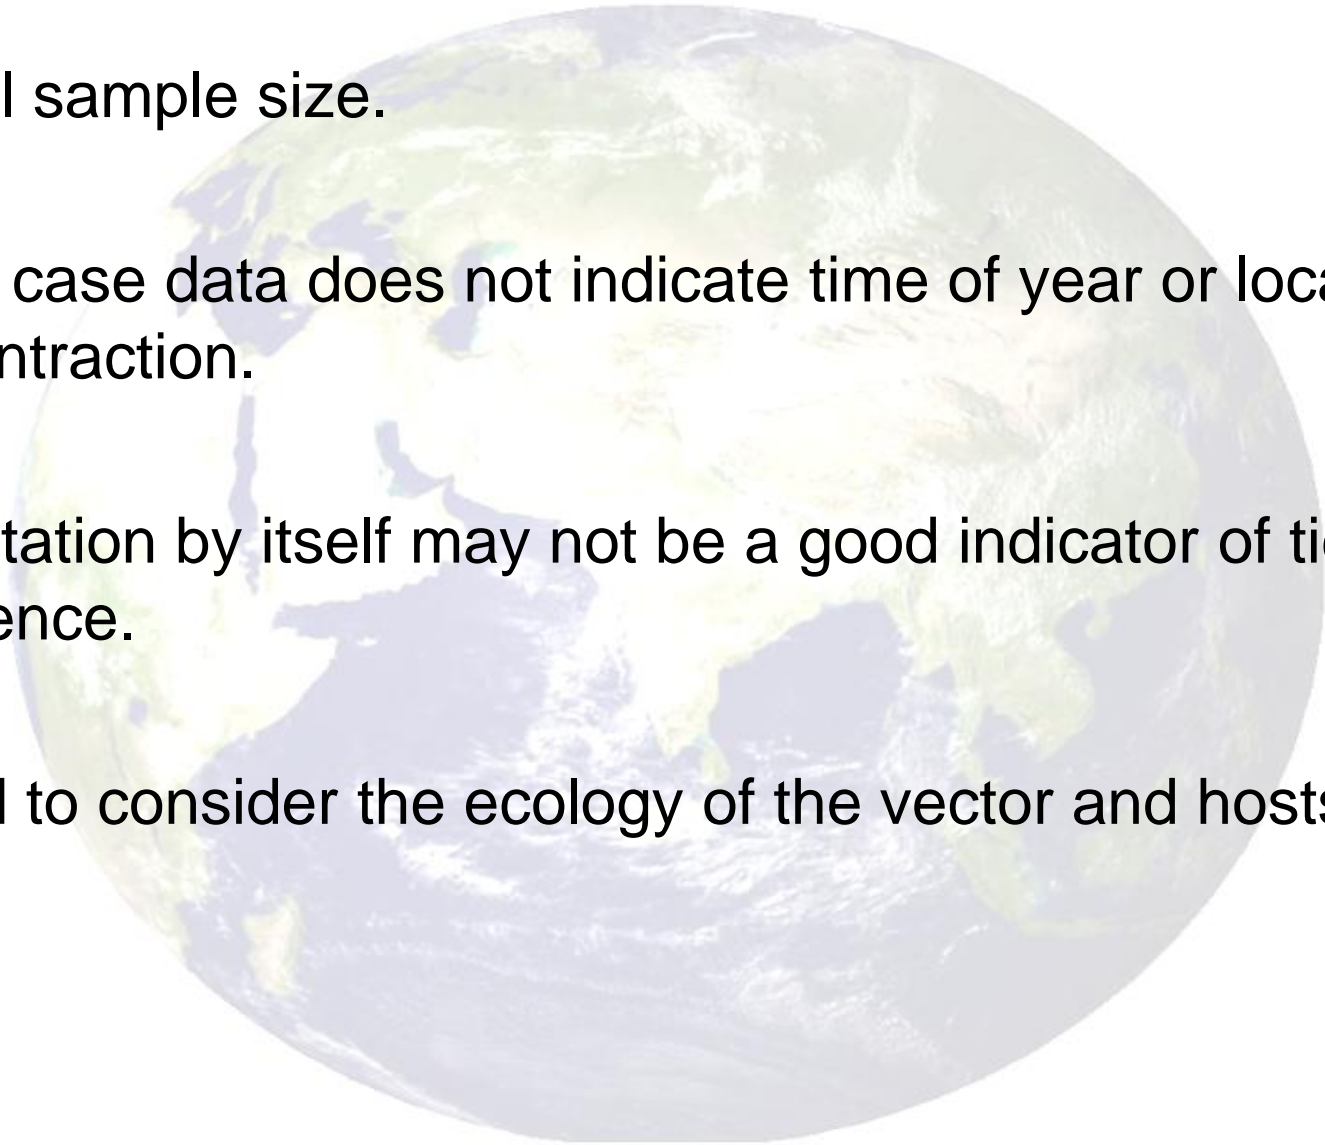 l sample size.
case data does not indicate time of year or loca
ntraction.
tation by itself may not be a good indicator of ti
ence.
l to consider the ecology of the vector and hosts